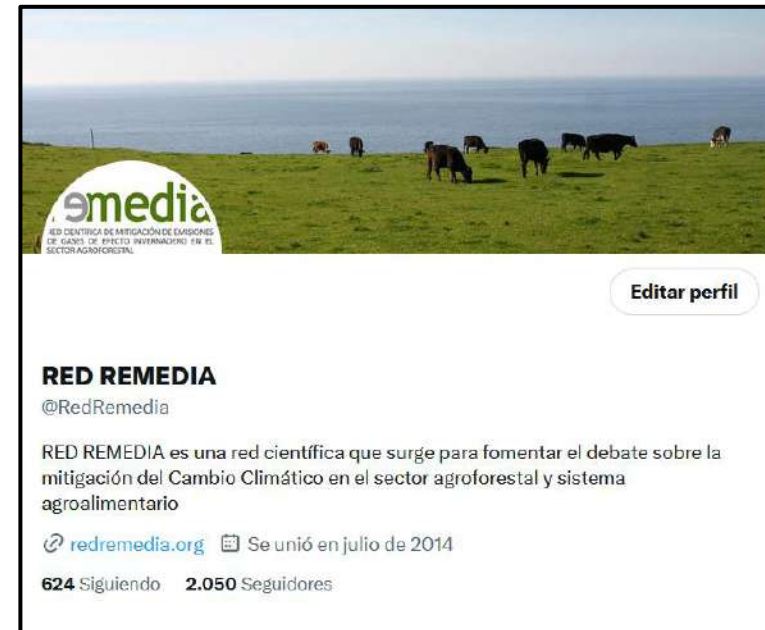 remedia
RED CIENTÍFICA DE MITIGACIÓN DE EMISIONES
DE GASES DE EFECTO INVERNADERO EN EL
SECTOR AGROFORESTAL
Editar perfil
RED REMEDIA
@RedRemedia
RED REMEDIA es una red científica que surge para fomentar el debate sobre la
mitigación del Cambio Climático en el sector agroforestal y sistema
agroalimentario
redremedia.org Se unió en julio de 2014
624 Siguiendo 2.050 Seguidores